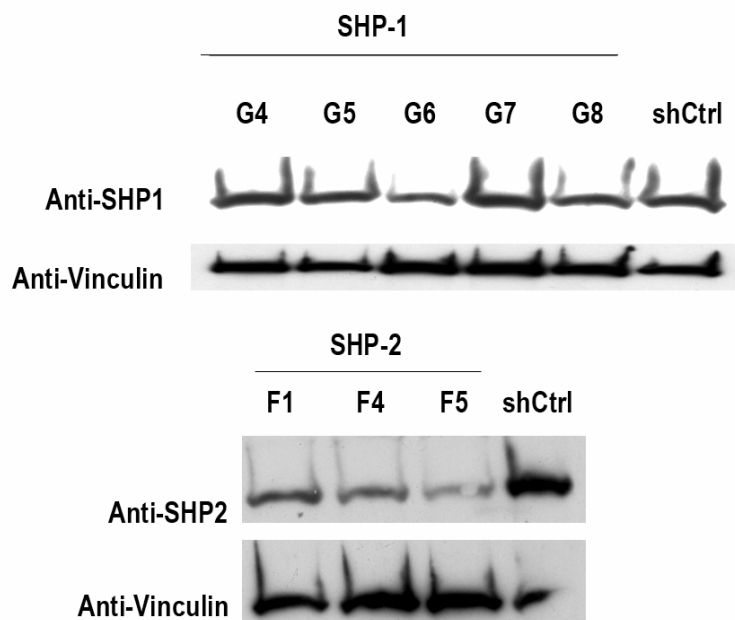 SHP-1
G4 G5 G6 G7 G8 shCtrl
Anti-SHP1
Anti-Vinculin
SHP-2
F1 F4 F5 shCtrl
Anti-SHP2
Anti-Vinculin